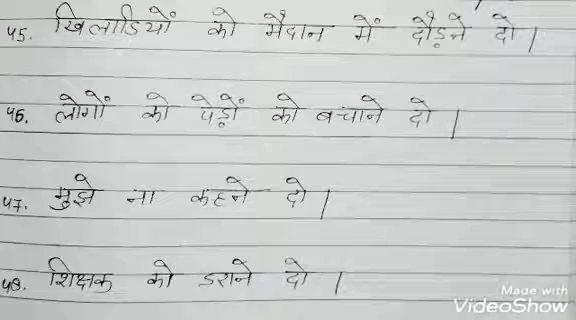 45. खिलाडियों को मैदान में दौड़ने दो |
46. लोगों को पेड़ों को बचाने दो |
47. मुझे ना कहने दो |
48. शिक्षक को डराने दो |
Made with
VideoShow